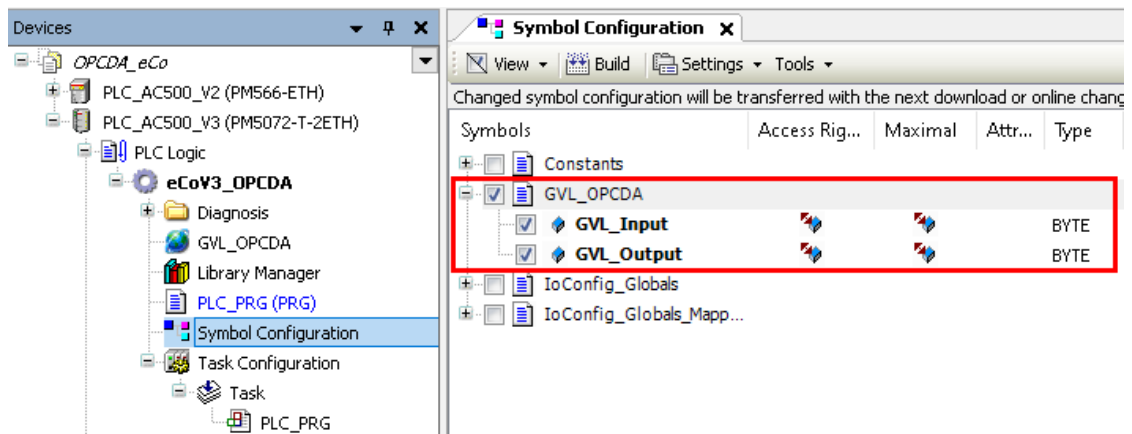 Devices
OPCDA_eCo
PLC_AC500_V2 (PM566-ETH)
PLC_AC500_V3 (PM5072-T-2ETH)
PLC Logic
eCoV3_OPCDA
Diagnosis
GVL_OPCDA
Library Manager
PLC_PRG (PRG)
Symbol Configuration
Task Configuration
Task
PLC_PRG
Symbol Configuration
View Build Settings Tools
Changed symbol configuration will be transferred with the next download or online chang
Symbols Access Rig... Maximal Attr... Type
Constants
GVL_OPCDA
GVL_Input BYTE
GVL_Output BYTE
IoConfig_Globals
IoConfig_Globals_Mapp...